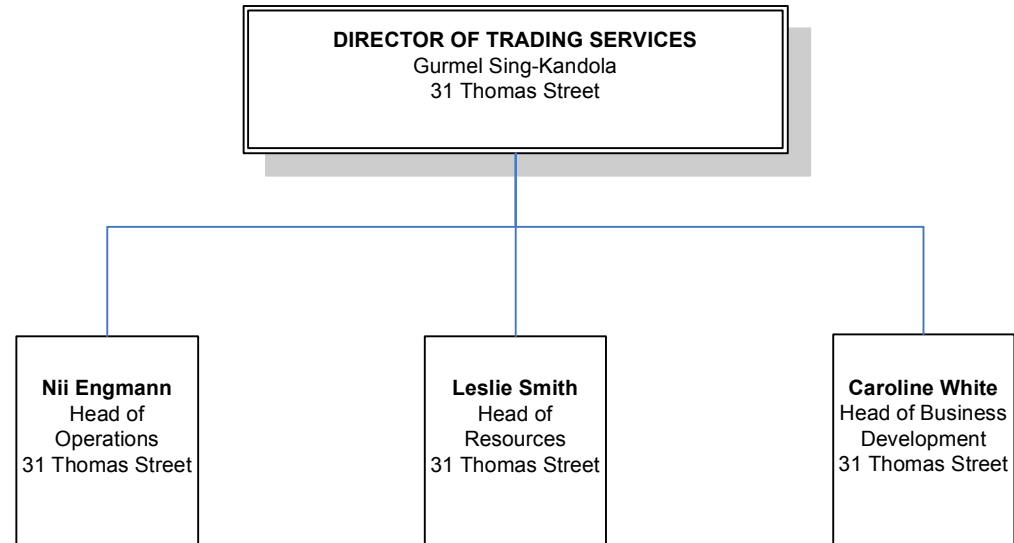 DIRECTOR OF TRADING SERVICES
Gurmel Sing-Kandola
31 Thomas Street
Nii Engmann
Head of
Operations
31 Thomas Street
Leslie Smith
Head of
Resources
31 Thomas Street
Caroline White
Head of Business
Development
31 Thomas Street